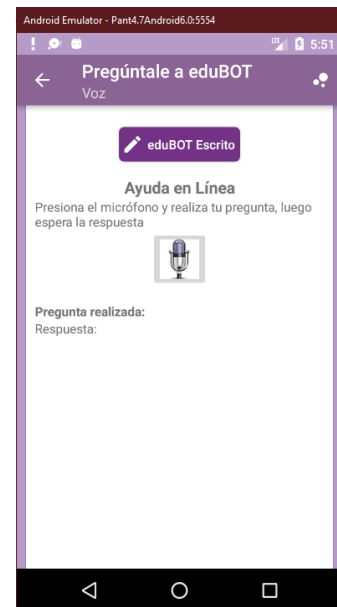 Android Emulator - Pant4.7Android6.0:5554
LTE 5:51
Pregúntale a eduBOT
Voz
eduBOT Escrito
Ayuda en Línea
Presiona el micrófono y realiza tu pregunta, luego
espera la respuesta
Pregunta realizada:
Respuesta: